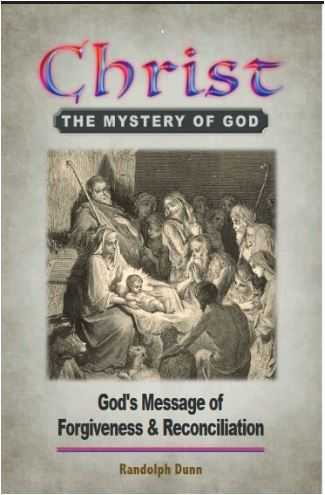 Christ
THE MYSTERY OF GOD
God's Message of
Forgiveness & Reconciliation
Randolph Dunn